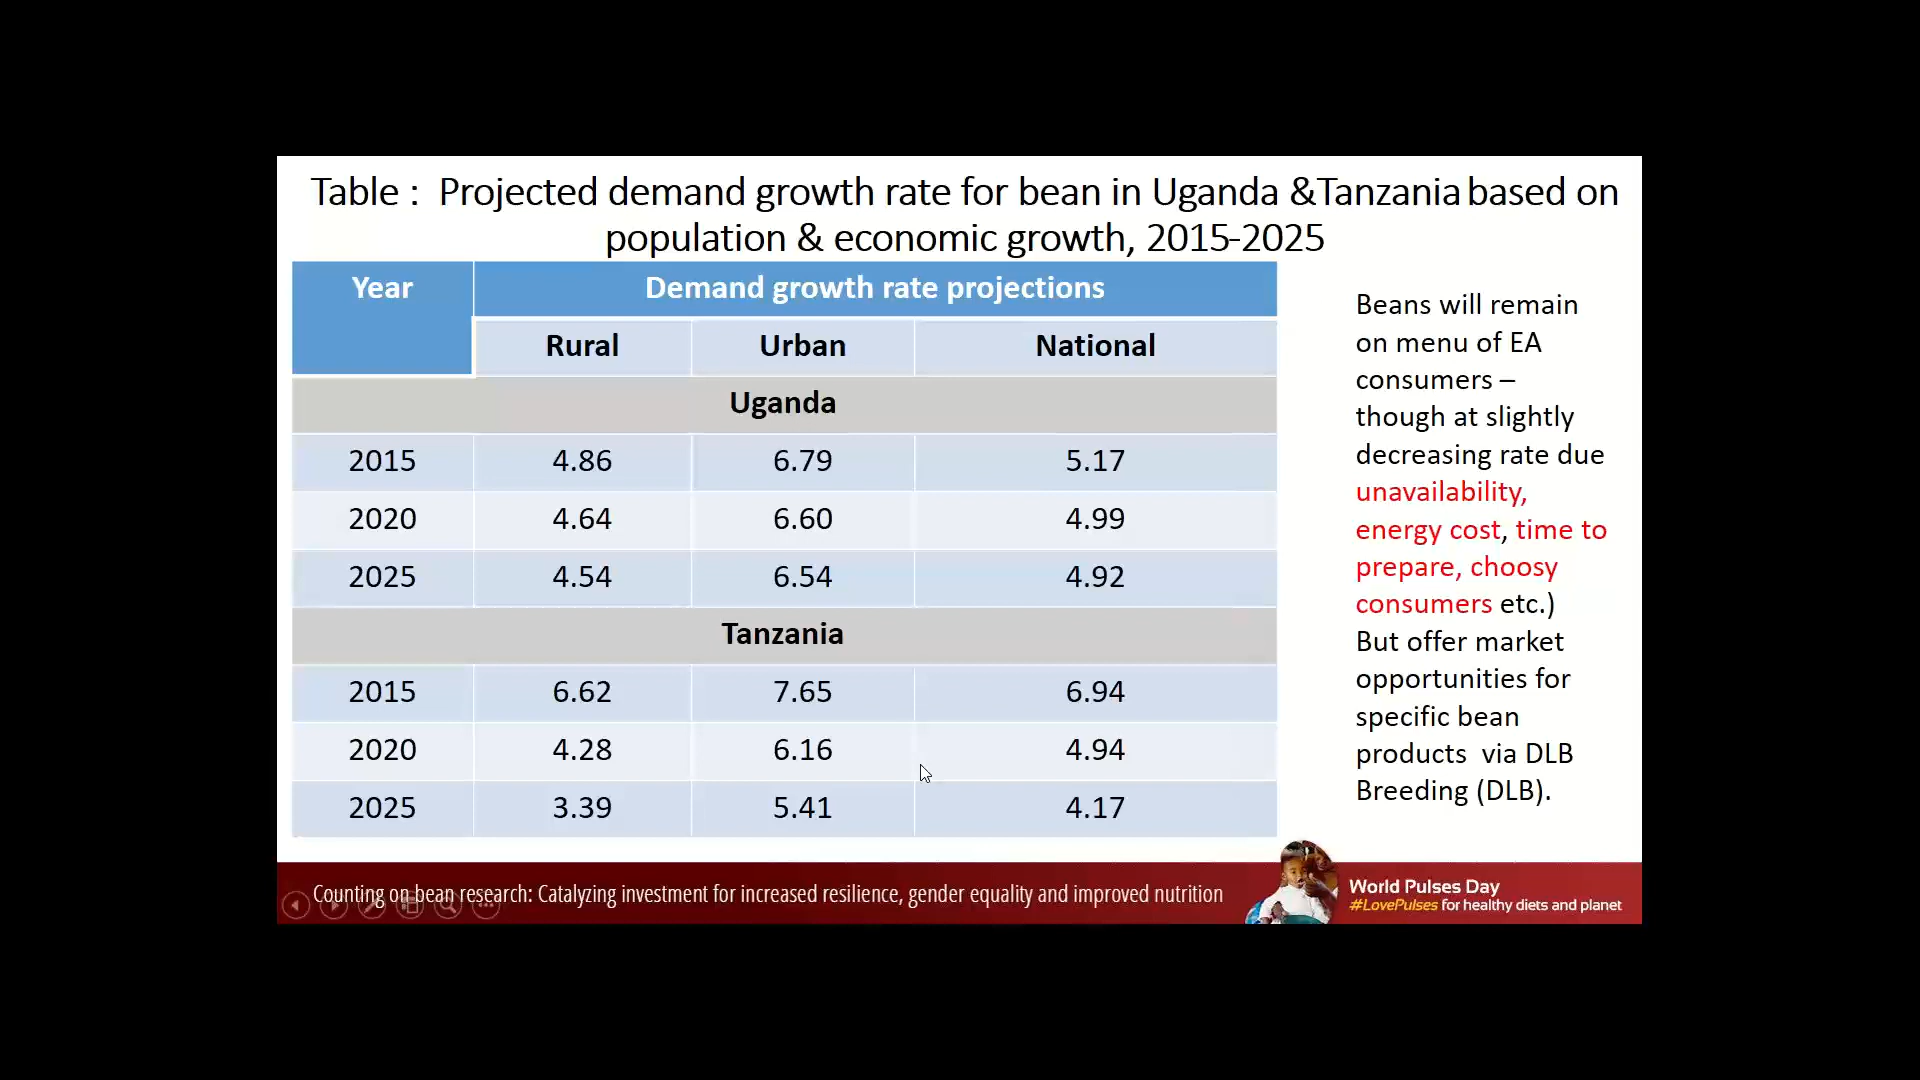 Table :  Projected demand growth rate for bean in Uganda &Tanzania based on
population & economic growth, 2015-2025
Year Demand growth rate projections
Rural Urban National
Uganda
2015 4.86 6.79 5.17
2020 4.64 6.60 4.99
2025 4.54 6.54 4.92
Tanzania
2015 6.62 7.65 6.94
2020 4.28 6.16 4.94
2025 3.39 5.41 4.17
Beans will remain
on menu of EA
consumers –
though at slightly
decreasing rate due
unavailability,
energy cost, time to
prepare, choosy
consumers etc.)
But offer market
opportunities for
specific bean
products  via DLB
Breeding (DLB).
Counting on bean research: Catalyzing investment for increased resilience, gender equality and improved nutrition
World Pulses Day
#LovePulses for healthy diets and planet